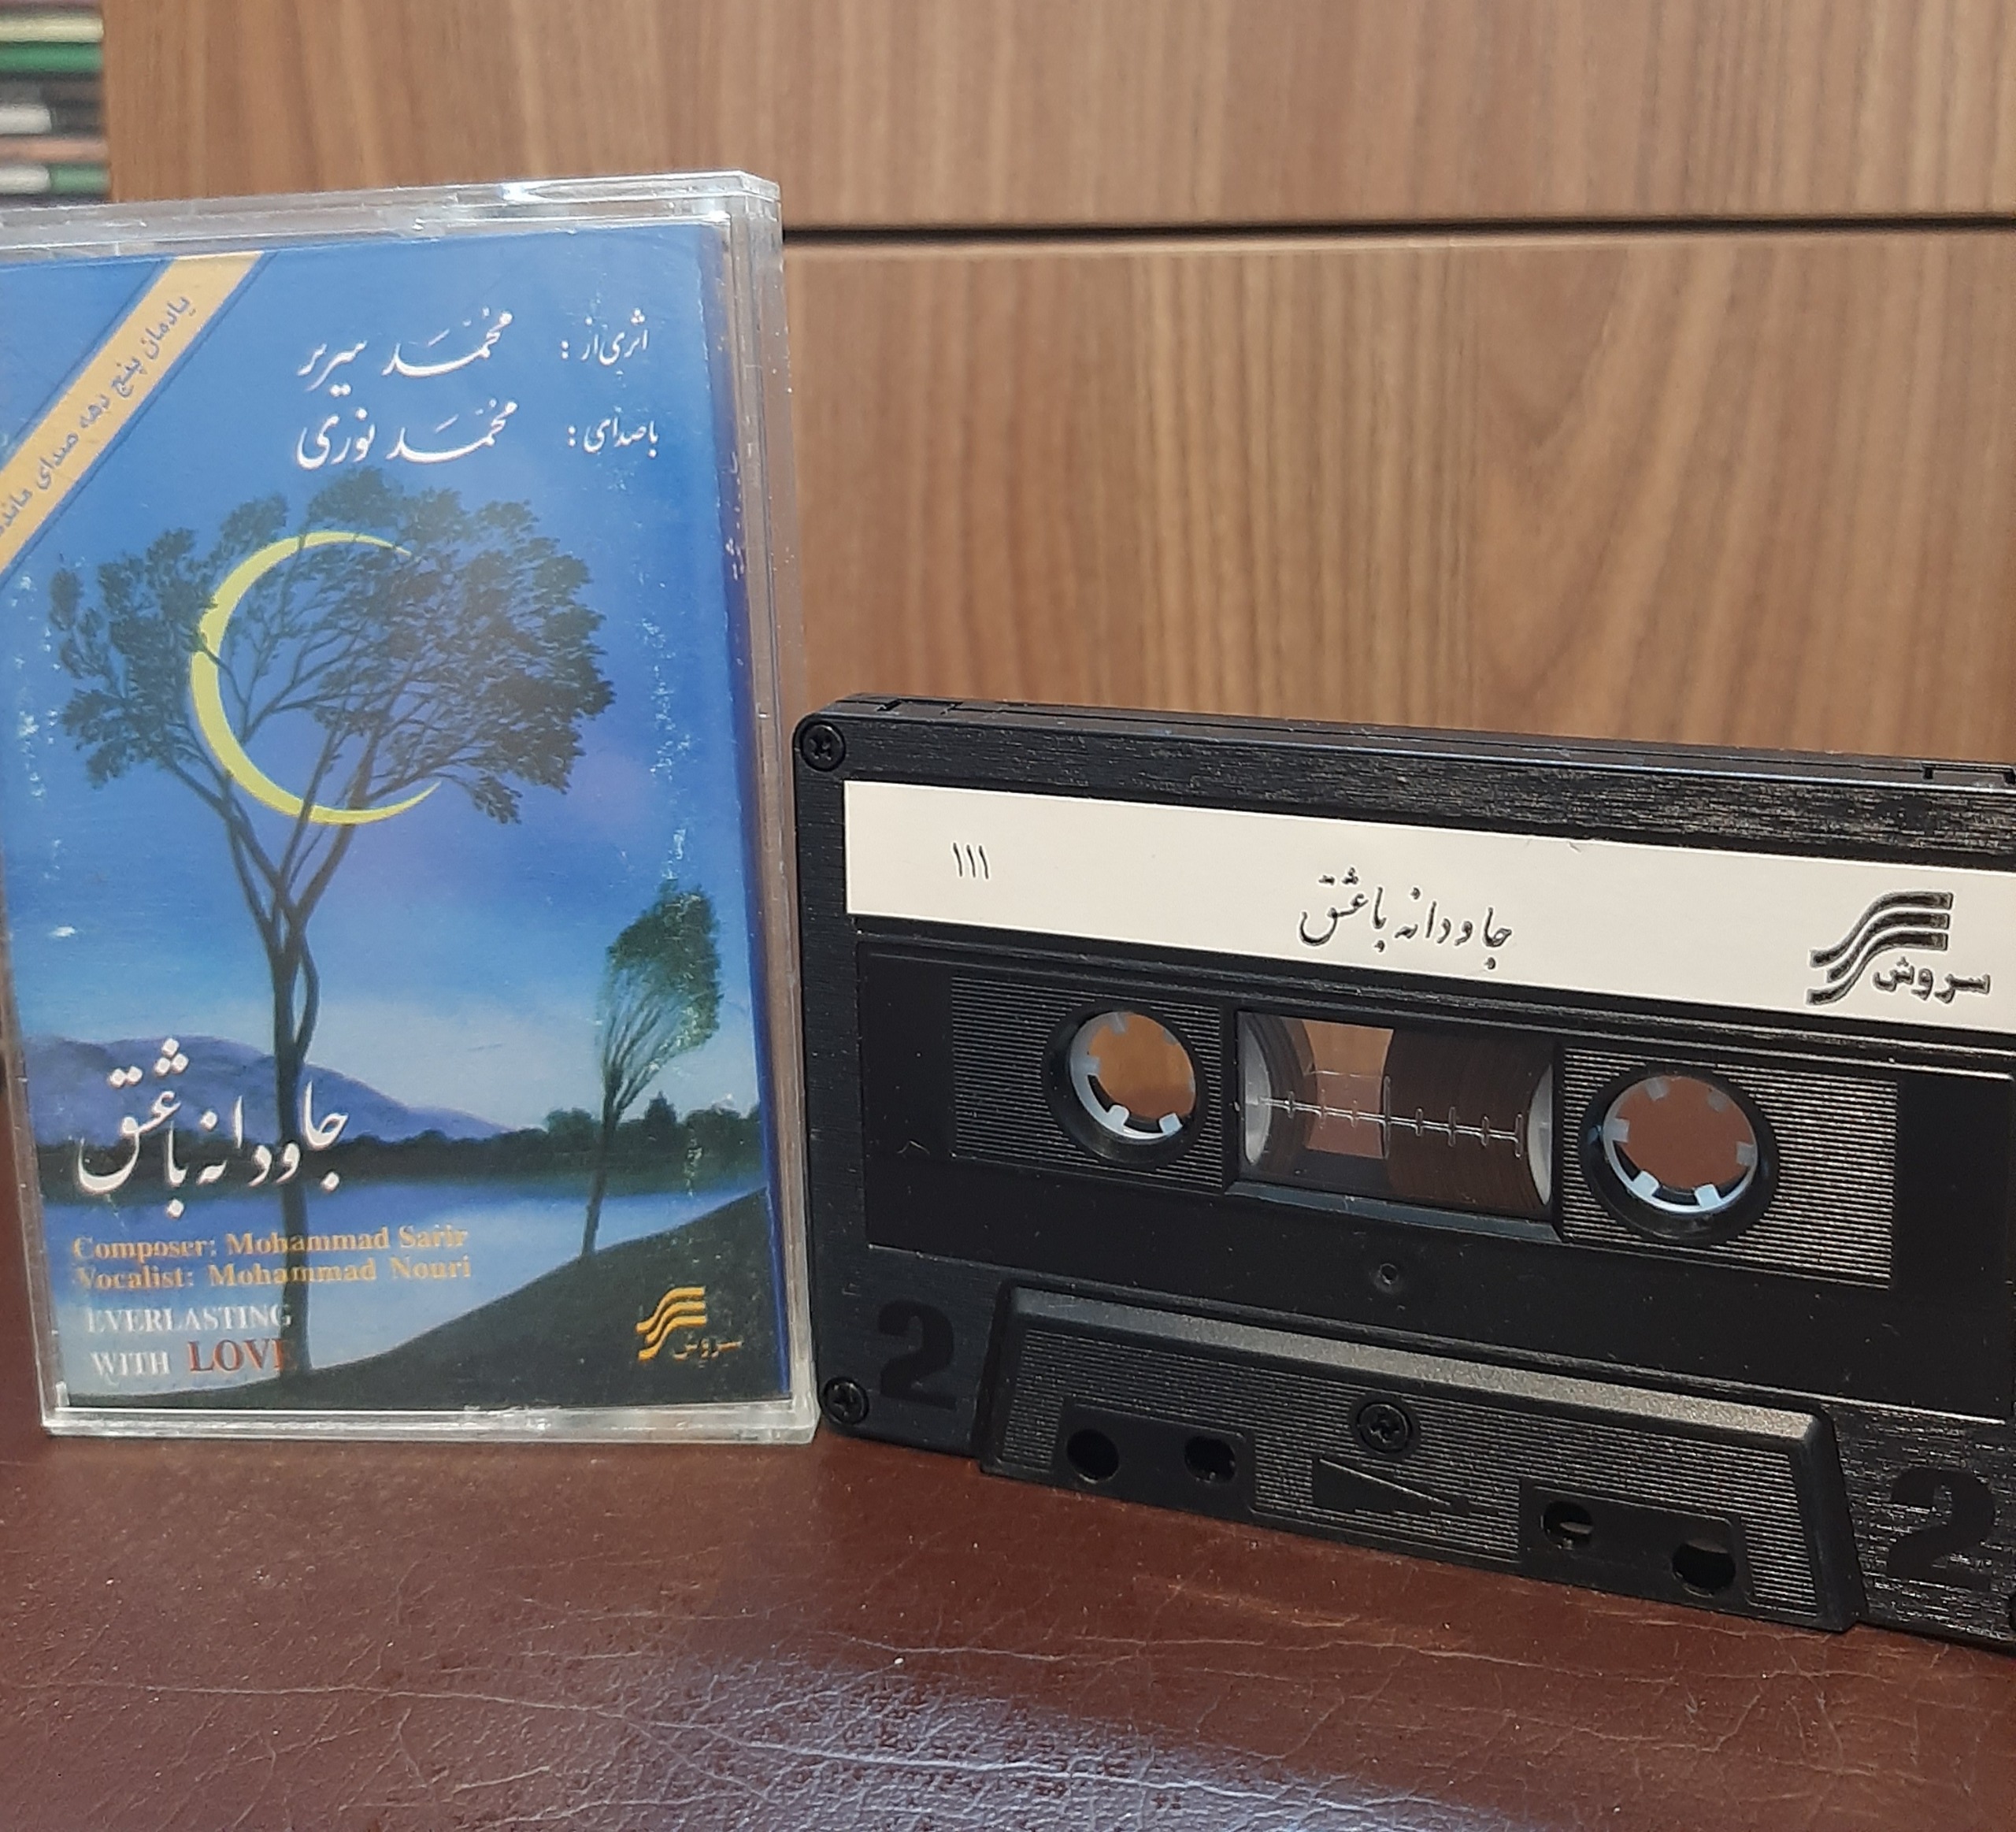 یادمان پنج دهه صدای مانده
اثری از : محمد سریر
با صدای : محمد نوری
جاودانه با عشق
Composer: Mohammad Sarir
Vocalist: Mohammad Nouri
EVERLASTING
WITH LOVE
سروش
۱۱۱
جاودانه با عشق
سروش
2
2